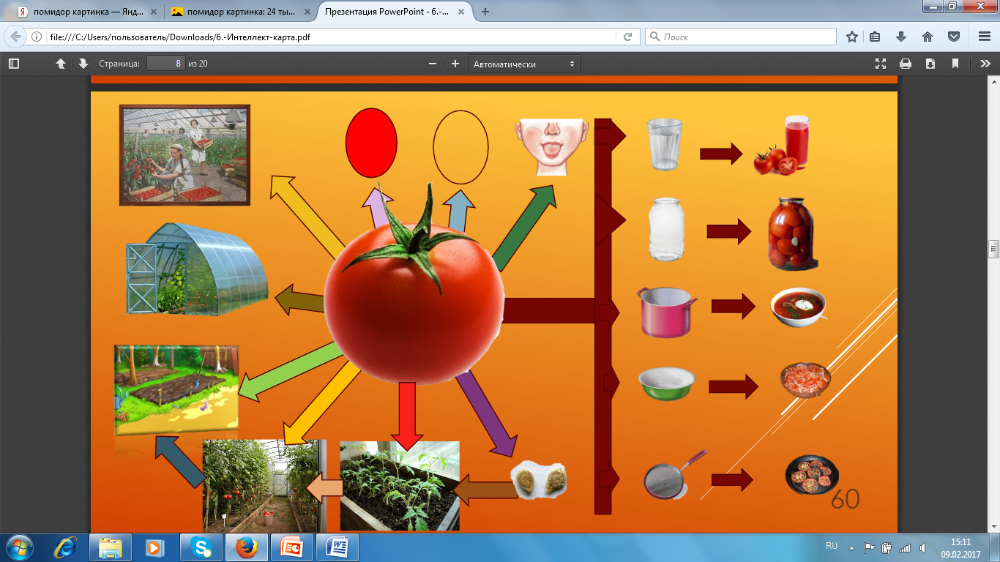 помидор картинка — Янд...
помидор картинка: 24 ты...
Презентация PowerPoint - 6.-...
file:///C:/Users/пользователь/Downloads/6.-Интеллект-карта.pdf
Поиск
Страница: 8 из 20
Автоматически
60
RU
15:11
09.02.2017